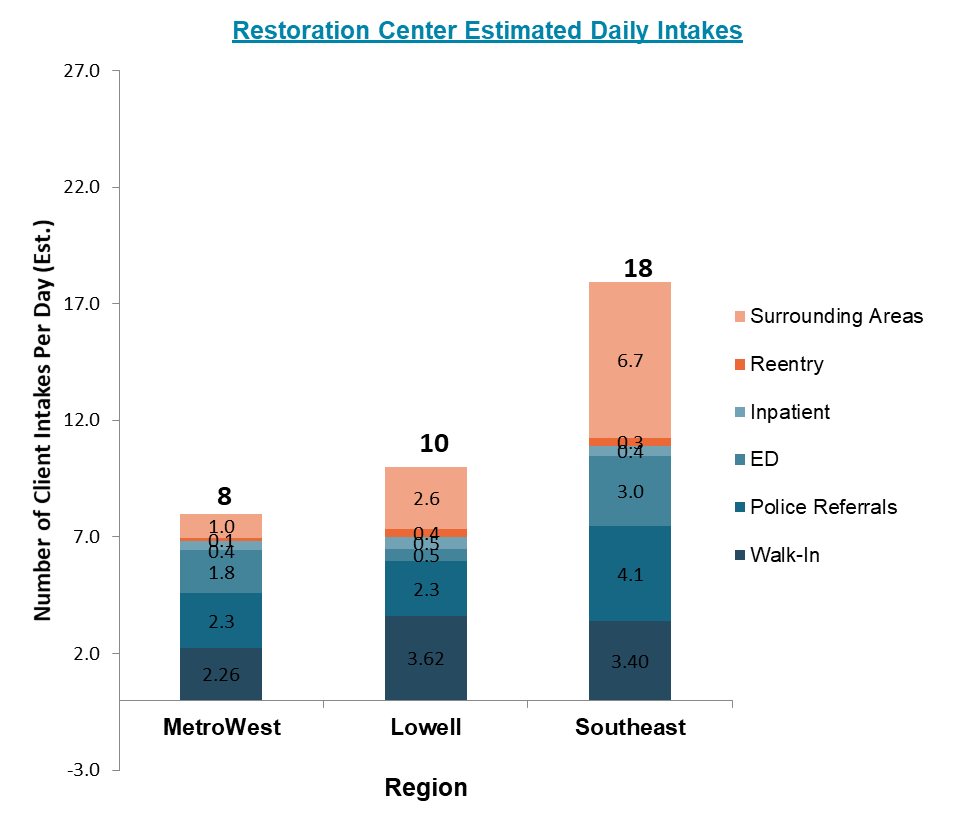 Restoration Center Estimated Daily Intakes
Number of Client Intakes Per Day (Est.)
27.0
22.0
17.0
12.0
7.0
2.0
-3.0
8
1.0
0.1
0.4
1.8
2.3
2.26
10
2.6
0.4
0.5
0.5
2.3
3.62
18
6.7
0.3
0.4
3.0
4.1
3.40
MetroWest
Lowell
Southeast
Region
Surrounding Areas
Reentry
Inpatient
ED
Police Referrals
Walk-In